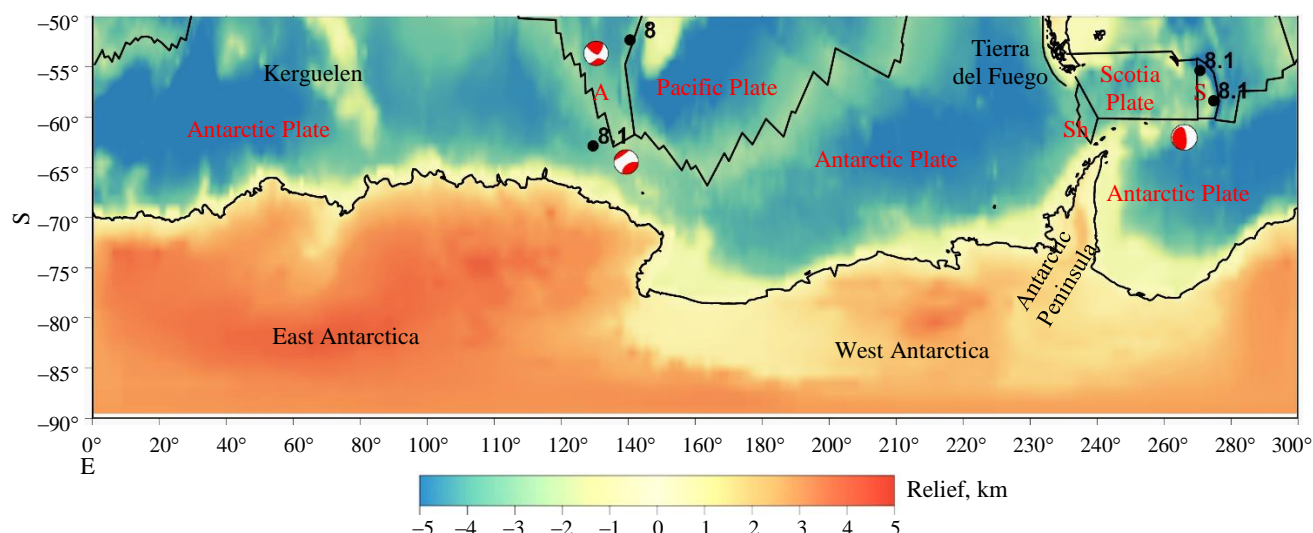 –50°
–55°
–60°
–65°
–70°
–75°
–80°
–85°
–90°
S
Kerguelen
Antarctic Plate
8
A
8.1
Pacific Plate
Antarctic Plate
Tierra
del Fuego
Scotia
Plate
8.1
S
8.1
Sh
Antarctic Plate
Antarctic
Peninsula
East Antarctica
West Antarctica
0° 20° 40° 60° 80° 100° 120° 140° 160° 180° 200° 210° 220° 230° 240° 260° 280° 300°
E
Relief, km
–5 –4 –3 –2 –1 0 1 2 3 4 5